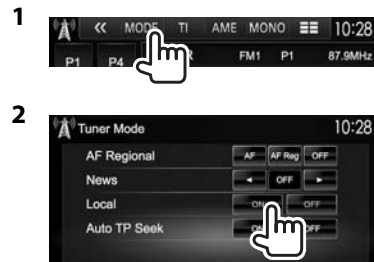 1
MODE TI AME MONO 10:28
P1 P4 FM1 P1 87.9MHz
2
Tuner Mode 10:28
AF Regional AF AF Reg OFF
News OFF
Local ON OFF
Auto TP Seek